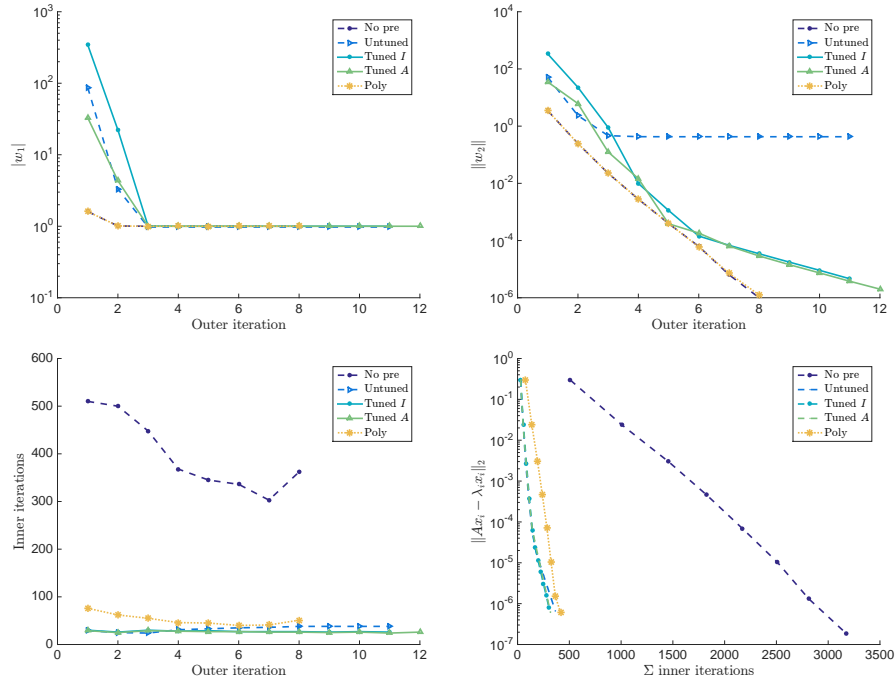 10^3
10^2
10^1
10^0
10^-1
|w_1|
2
4
6
8
10
12
Outer iteration
No pre
Untuned
Tuned I
Tuned A
Poly
10^4
10^2
10^0
10^-2
10^-4
10^-6
‖w_2‖
2
4
6
8
10
12
Outer iteration
No pre
Untuned
Tuned I
Tuned A
Poly
600
500
400
300
200
100
0
Inner iterations
2
4
6
8
10
12
Outer iteration
No pre
Untuned
Tuned I
Tuned A
Poly
10^0
10^-1
10^-2
10^-3
10^-4
10^-5
10^-6
10^-7
‖Ax_i − λ_i x_i‖_2
0
500
1000
1500
2000
2500
3000
3500
Σ inner iterations
No pre
Untuned
Tuned I
Tuned A
Poly